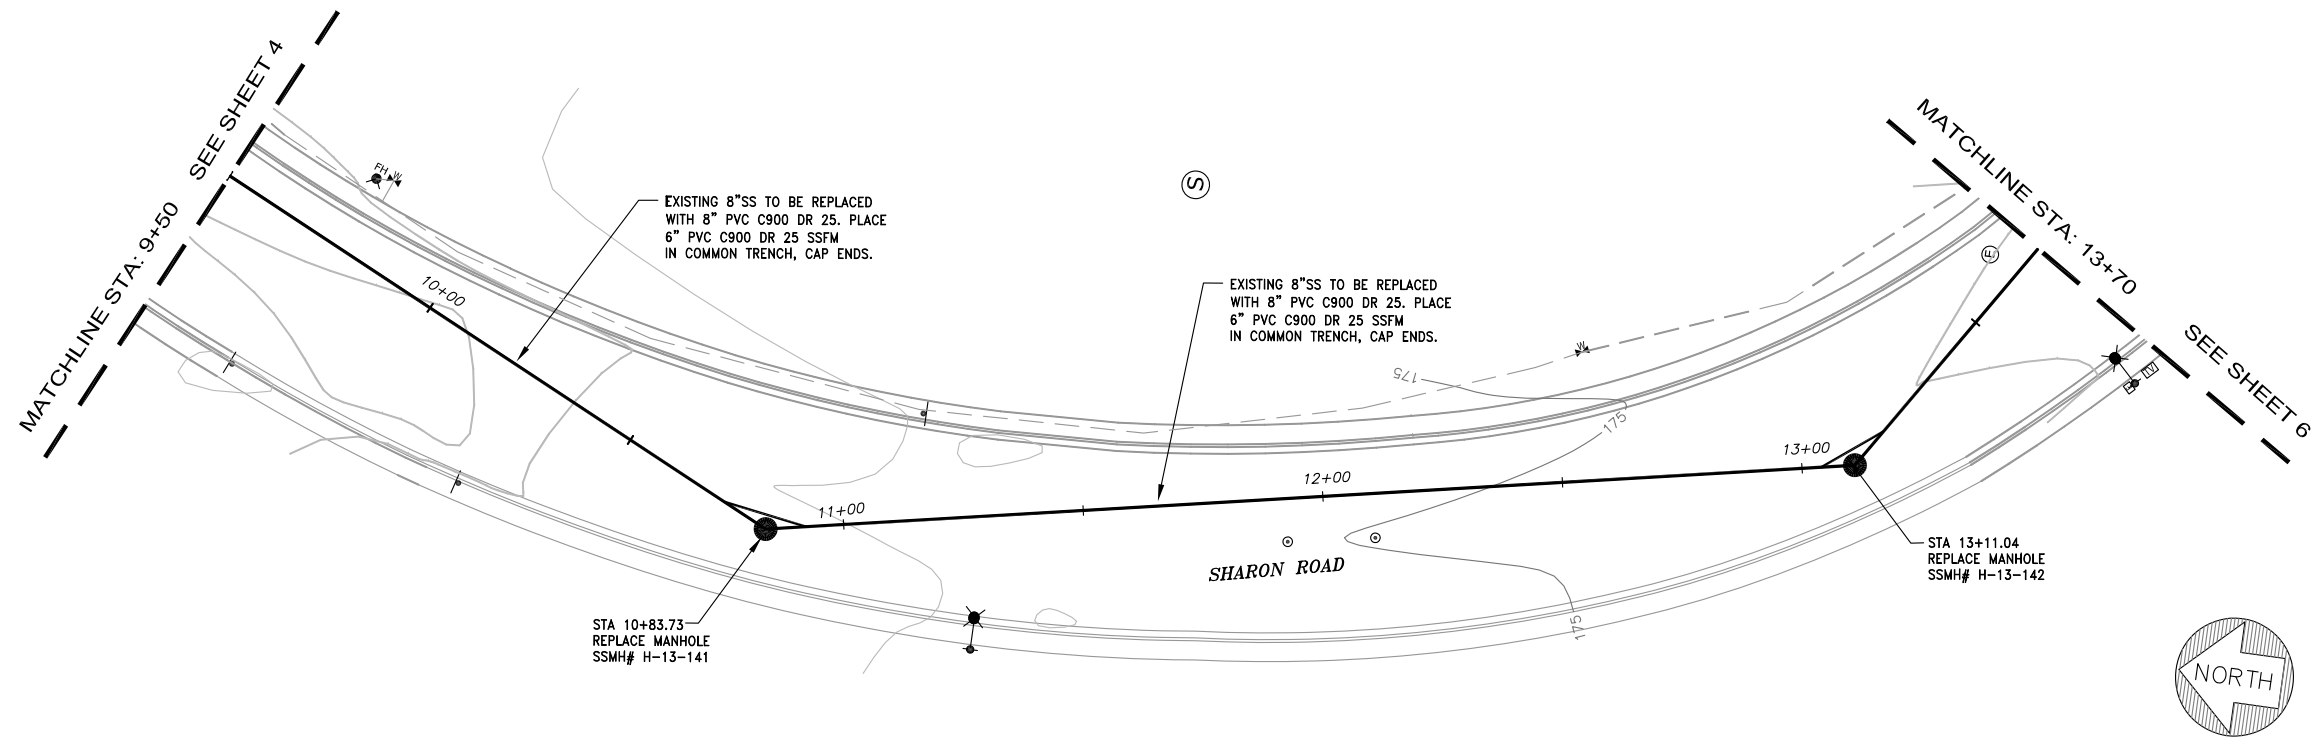 MATCHLINE STA: 9+50
SEE SHEET 4
FH
W
10+00
EXISTING 8"SS TO BE REPLACED
WITH 8" PVC C900 DR 25. PLACE
6" PVC C900 DR 25 SSFM
IN COMMON TRENCH, CAP ENDS.
S
EXISTING 8"SS TO BE REPLACED
WITH 8" PVC C900 DR 25. PLACE
6" PVC C900 DR 25 SSFM
IN COMMON TRENCH, CAP ENDS.
W
175
175
11+00
12+00
13+00
SHARON ROAD
175
STA 10+83.73
REPLACE MANHOLE
SSMH# H-13-141
STA 13+11.04
REPLACE MANHOLE
SSMH# H-13-142
MATCHLINE STA: 13+70
SEE SHEET 6
TV
NORTH